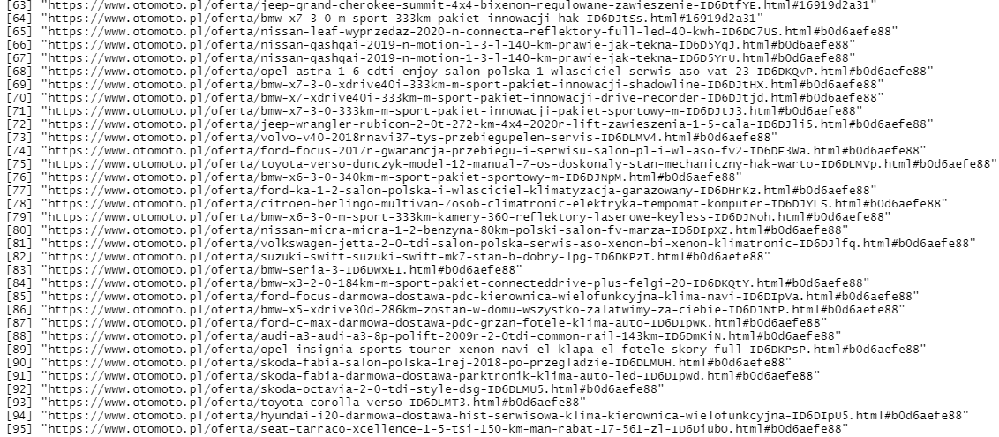 [63] "https://www.otomoto.pl/oferta/jeep-grand-cherokee-summit-4x4-bixenon-regulowane-zawieszenie-ID6DtfYE.html#16919d2a31"
[64] "https://www.otomoto.pl/oferta/bmw-x7-3-0-m-sport-333km-pakiet-innowacji-hak-ID6DJtSs.html#16919d2a31"
[65] "https://www.otomoto.pl/oferta/nissan-leaf-wyprzedaz-2020-n-connecta-reflektory-full-led-40-kwh-ID6DC7US.html#b0d6aefe88"
[66] "https://www.otomoto.pl/oferta/nissan-qashqai-2019-n-motion-1-3-l-140-km-prawie-jak-tekna-ID6D5YqJ.html#b0d6aefe88"
[67] "https://www.otomoto.pl/oferta/nissan-qashqai-2019-n-motion-1-3-l-140-km-prawie-jak-tekna-ID6D5YrU.html#b0d6aefe88"
[68] "https://www.otomoto.pl/oferta/opel-astra-1-6-cdti-enjoy-salon-polska-1-wlasciciel-serwis-aso-vat-23-ID6DKQvP.html#b0d6aefe88"
[69] "https://www.otomoto.pl/oferta/bmw-x7-3-0-xdrive40i-333km-m-sport-pakiet-innowacji-shadowline-ID6DJtHX.html#b0d6aefe88"
[70] "https://www.otomoto.pl/oferta/bmw-x7-xdrive40i-333km-m-sport-pakiet-innowacji-drive-recorder-ID6DJtjd.html#b0d6aefe88"
[71] "https://www.otomoto.pl/oferta/bmw-x7-3-0-333km-m-sport-pakiet-innowacji-pakiet-sportowy-m-ID6DJtJ3.html#b0d6aefe88"
[72] "https://www.otomoto.pl/oferta/jeep-wrangler-rubicon-2-0t-272-km-4x4-2020r-lift-zawieszenia-1-5-cala-ID6DJli5.html#b0d6aefe88"
[73] "https://www.otomoto.pl/oferta/volvo-v40-2018rnavi37-tys-przebiegupelen-servis-ID6DLMV4.html#b0d6aefe88"
[74] "https://www.otomoto.pl/oferta/ford-focus-2017r-gwarancja-przebiegu-i-serwisu-salon-pl-i-wl-aso-fv2-ID6DF3Wa.html#b0d6aefe88"
[75] "https://www.otomoto.pl/oferta/toyota-verso-dunczyk-model-12-manual-7-os-doskonaly-stan-mechaniczny-hak-warto-ID6DLMVp.html#b0d6aefe88"
[76] "https://www.otomoto.pl/oferta/bmw-x6-3-0-340km-m-sport-pakiet-sportowy-m-ID6DJNpM.html#b0d6aefe88"
[77] "https://www.otomoto.pl/oferta/ford-ka-1-2-salon-polska-i-wlasciciel-klimatyzacja-garazowany-ID6DHrKz.html#b0d6aefe88"
[78] "https://www.otomoto.pl/oferta/citroen-berlingo-multivan-7osob-climatronic-elektryka-tempomat-komputer-ID6DJYLS.html#b0d6aefe88"
[79] "https://www.otomoto.pl/oferta/bmw-x6-3-0-m-sport-333km-kamery-360-reflektory-laserowe-keyless-ID6DJNoh.html#b0d6aefe88"
[80] "https://www.otomoto.pl/oferta/nissan-micra-micra-1-2-benzyna-80km-polski-salon-fv-marza-ID6DIpXZ.html#b0d6aefe88"
[81] "https://www.otomoto.pl/oferta/volkswagen-jetta-2-0-tdi-salon-polska-serwis-aso-xenon-bi-xenon-klimatronic-ID6DJlfq.html#b0d6aefe88"
[82] "https://www.otomoto.pl/oferta/suzuki-swift-suzuki-swift-mk7-stan-b-dobry-lpg-ID6DKPzI.html#b0d6aefe88"
[83] "https://www.otomoto.pl/oferta/bmw-seria-3-ID6DwxEI.html#b0d6aefe88"
[84] "https://www.otomoto.pl/oferta/bmw-x3-2-0-184km-m-sport-pakiet-connecteddrive-plus-felgi-20-ID6DKQtY.html#b0d6aefe88"
[85] "https://www.otomoto.pl/oferta/ford-focus-darmowa-dostawa-pdc-kierownica-wielofunkcyjna-klima-navi-ID6DIpVa.html#b0d6aefe88"
[86] "https://www.otomoto.pl/oferta/bmw-x5-xdrive30d-286km-zostan-w-domu-wszystko-zalatwimy-za-ciebie-ID6DJNtP.html#b0d6aefe88"
[87] "https://www.otomoto.pl/oferta/ford-c-max-darmowa-dostawa-pdc-grzan-fotele-klima-auto-ID6DIpWK.html#b0d6aefe88"
[88] "https://www.otomoto.pl/oferta/audi-a3-audi-a3-8p-polift-2009r-2-0tdi-common-rail-143km-ID6DmKiN.html#b0d6aefe88"
[89] "https://www.otomoto.pl/oferta/opel-insignia-sports-tourer-xenon-navi-el-klapa-el-fotele-skory-full-ID6DKPsP.html#b0d6aefe88"
[90] "https://www.otomoto.pl/oferta/skoda-fabia-salon-polska-1rej-2018-po-przegladzie-ID6DLMUH.html#b0d6aefe88"
[91] "https://www.otomoto.pl/oferta/skoda-fabia-darmowa-dostawa-parktronik-klima-auto-led-ID6DIpWd.html#b0d6aefe88"
[92] "https://www.otomoto.pl/oferta/skoda-octavia-2-0-tdi-style-dsg-ID6DLMU5.html#b0d6aefe88"
[93] "https://www.otomoto.pl/oferta/toyota-corolla-verso-ID6DLMT3.html#b0d6aefe88"
[94] "https://www.otomoto.pl/oferta/hyundai-i20-darmowa-dostawa-hist-serwisowa-klima-kierownica-wielofunkcyjna-ID6DIpU5.html#b0d6aefe88"
[95] "https://www.otomoto.pl/oferta/seat-tarraco-xcellence-1-5-tsi-150-km-man-rabat-17-561-zl-ID6DiubO.html#b0d6aefe88"